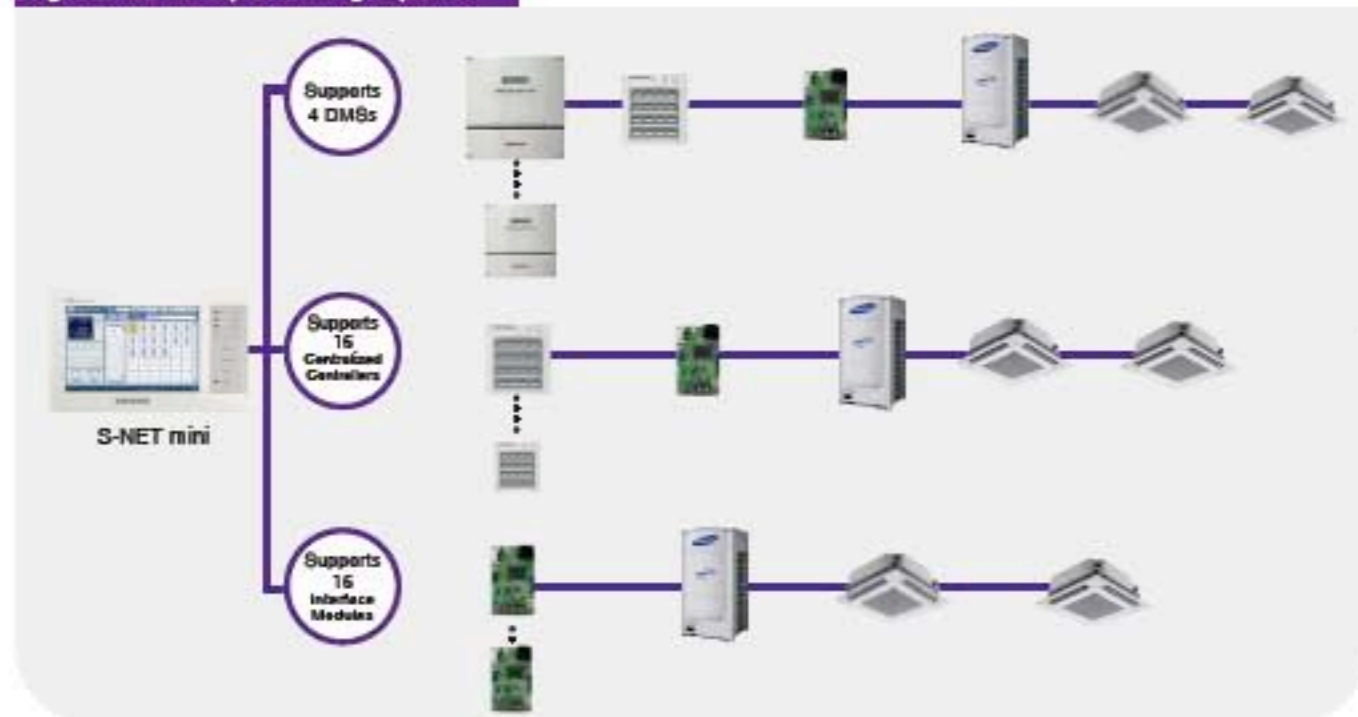 Supports
4 DMSs
Supports
16
Centralized
Controllers
S-NET mini
Supports
16
Interface
Modules